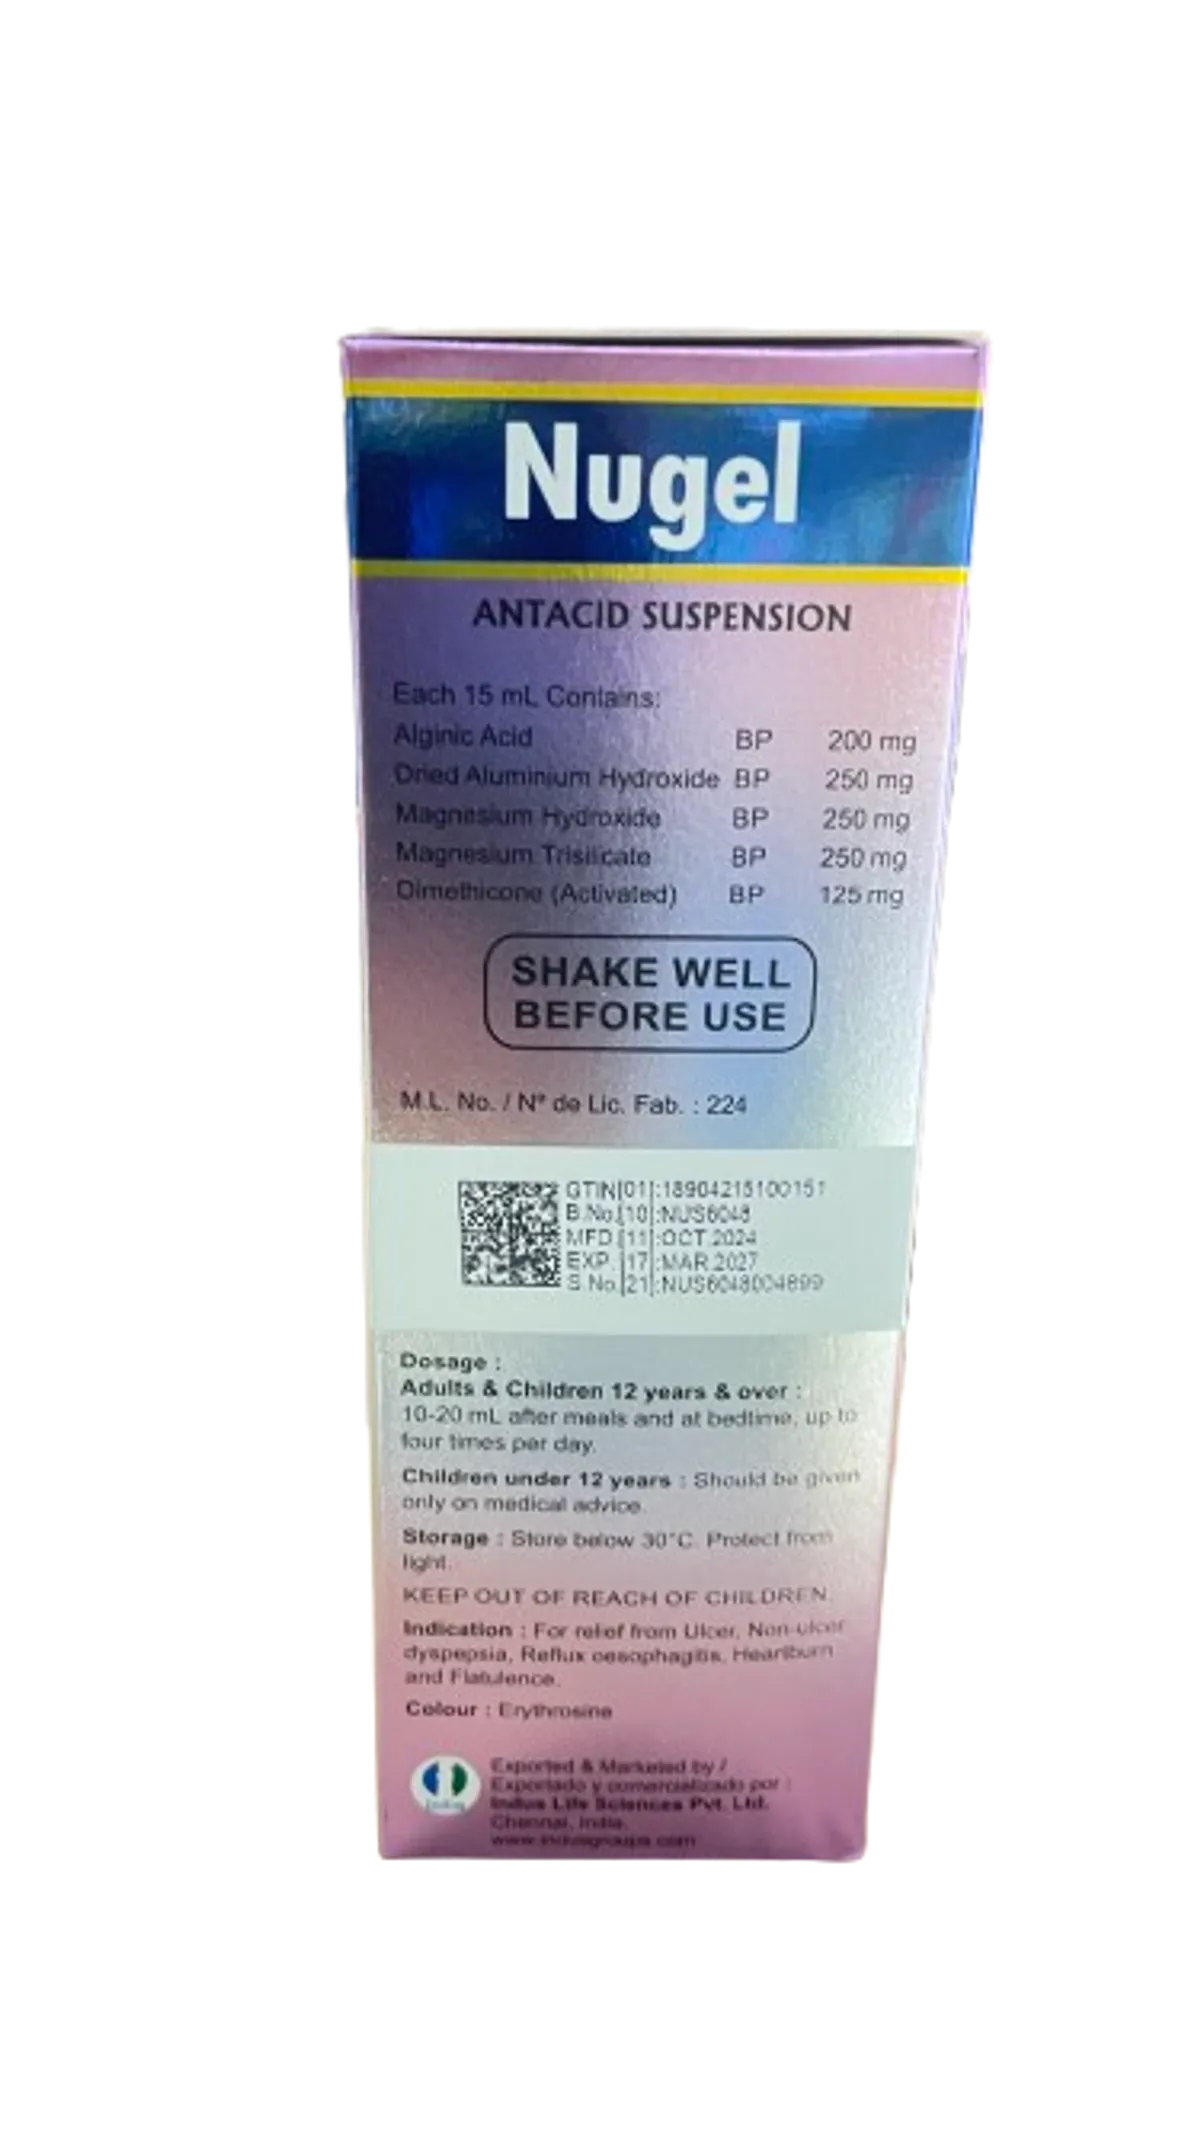 Nugel
ANTACID SUSPENSION
Each 15 mL Contains:
Alginic Acid BP 200 mg
Dried Aluminium Hydroxide BP 250 mg
Magnesium Hydroxide BP 250 mg
Magnesium Trisilicate BP 250 mg
Dimethicone (Activated) BP 125 mg
SHAKE WELL
BEFORE USE
M.L. No. / N° de Lic. Fab. : 224
GTIN[01]:18904215100151
B.No.[10]:NUS6048
MFD.[11]:OCT.2024
EXP. [17]:MAR.2027
S.No.[21]:NUS6048004899
Dosage :
Adults & Children 12 years & over :
10-20 mL after meals and at bedtime, up to
four times per day.
Children under 12 years : Should be given
only on medical advice.
Storage : Store below 30°C. Protect from
light.
KEEP OUT OF REACH OF CHILDREN.
Indication : For relief from Ulcer, Non-ulcer
dyspepsia, Reflux oesophagitis, Heartburn
and Flatulence.
Colour : Erythrosine
Exported & Marketed by /
Exportado y comercializado por :
Indus Life Sciences Pvt. Ltd.
Chennai, India.
www.indusgroups.com